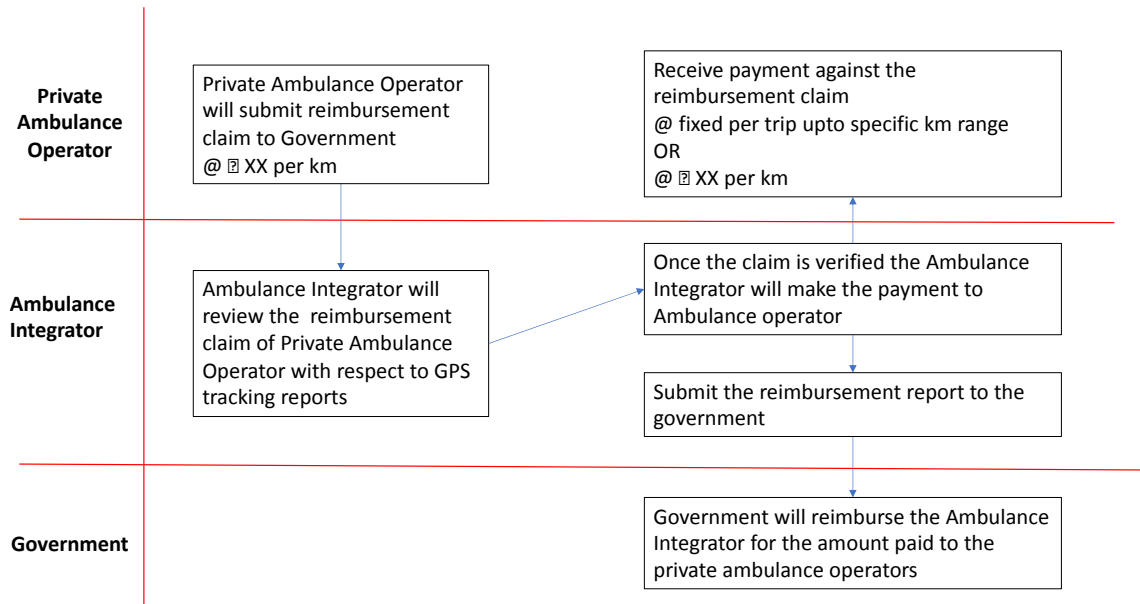 Private
Ambulance
Operator
Private Ambulance Operator
will submit reimbursement
claim to Government
@ XX per km
Receive payment against the
reimbursement claim
@ fixed per trip upto specific km range
OR
@ XX per km
Ambulance
Integrator
Ambulance Integrator will
review the reimbursement
claim of Private Ambulance
Operator with respect to GPS
tracking reports
Once the claim is verified the Ambulance
Integrator will make the payment to
Ambulance operator
Submit the reimbursement report to the
government
Government
Government will reimburse the Ambulance
Integrator for the amount paid to the
private ambulance operators